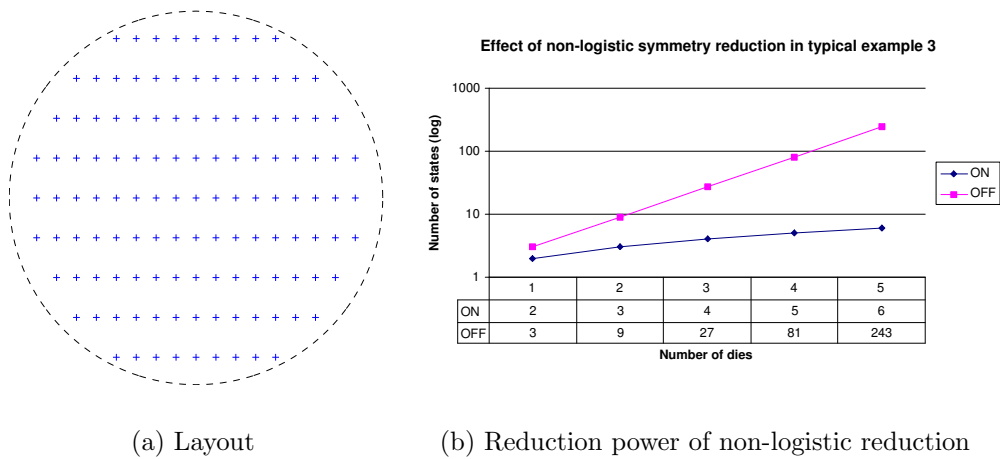 Effect of non-logistic symmetry reduction in typical example 3
Number of states (log)
1000
100
10
1
ON
OFF
1 2 3 4 5
ON 2 3 4 5 6
OFF 3 9 27 81 243
Number of dies
(a) Layout
(b) Reduction power of non-logistic reduction